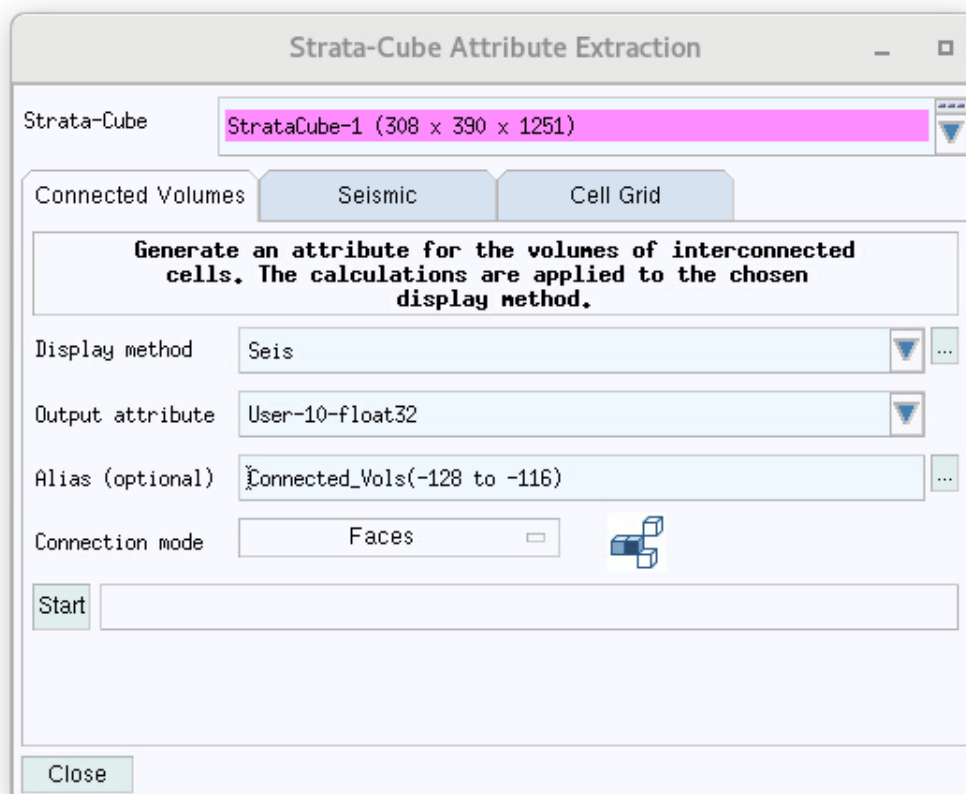 Strata-Cube Attribute Extraction
Strata-Cube StrataCube-1 (308 x 390 x 1251)
Connected Volumes Seismic Cell Grid
Generate an attribute for the volumes of interconnected
cells. The calculations are applied to the chosen
display method.
Display method Seis ...
Output attribute User-10-float32
Alias (optional) Connected_Vols(-128 to -116) ...
Connection mode Faces
Start
Close